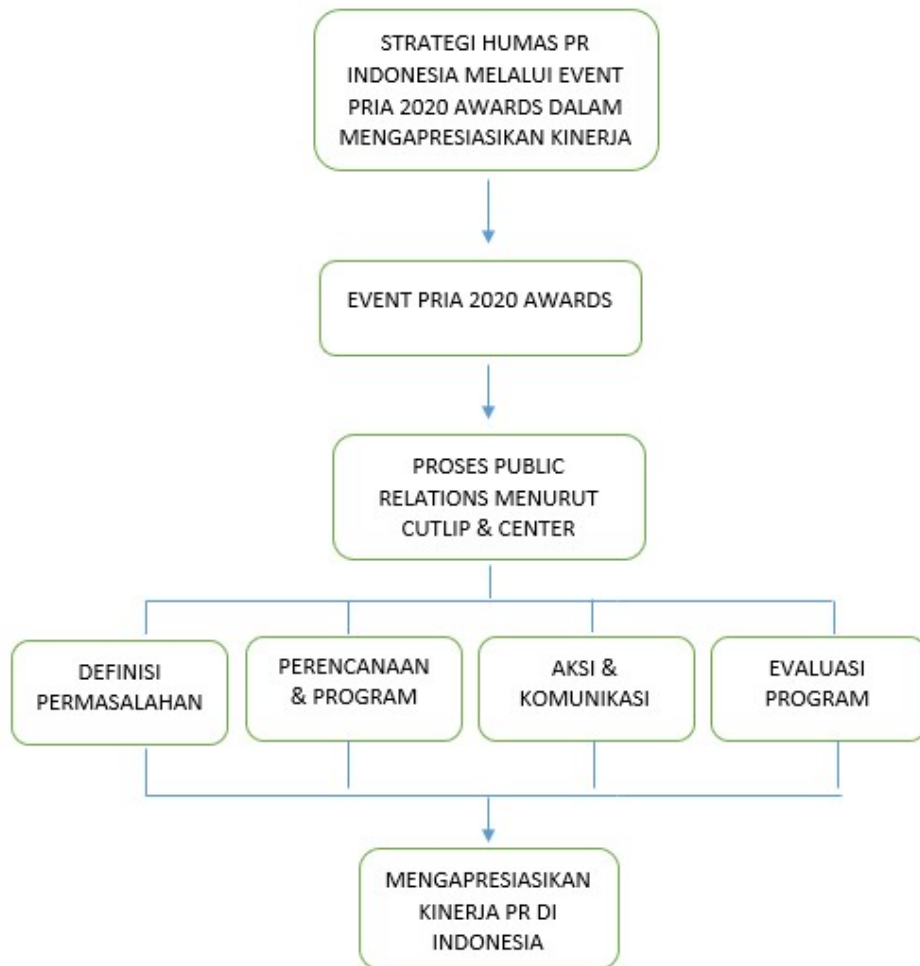 STRATEGI HUMAS PR
INDONESIA MELALUI EVENT
PRIA 2020 AWARDS DALAM
MENGAPRESIASIKAN KINERJA
EVENT PRIA 2020 AWARDS
PROSES PUBLIC
RELATIONS MENURUT
CUTLIP & CENTER
DEFINISI
PERMASALAHAN
PERENCANAAN
& PROGRAM
AKSI &
KOMUNIKASI
EVALUASI
PROGRAM
MENGAPRESIASIKAN
KINERJA PR DI
INDONESIA